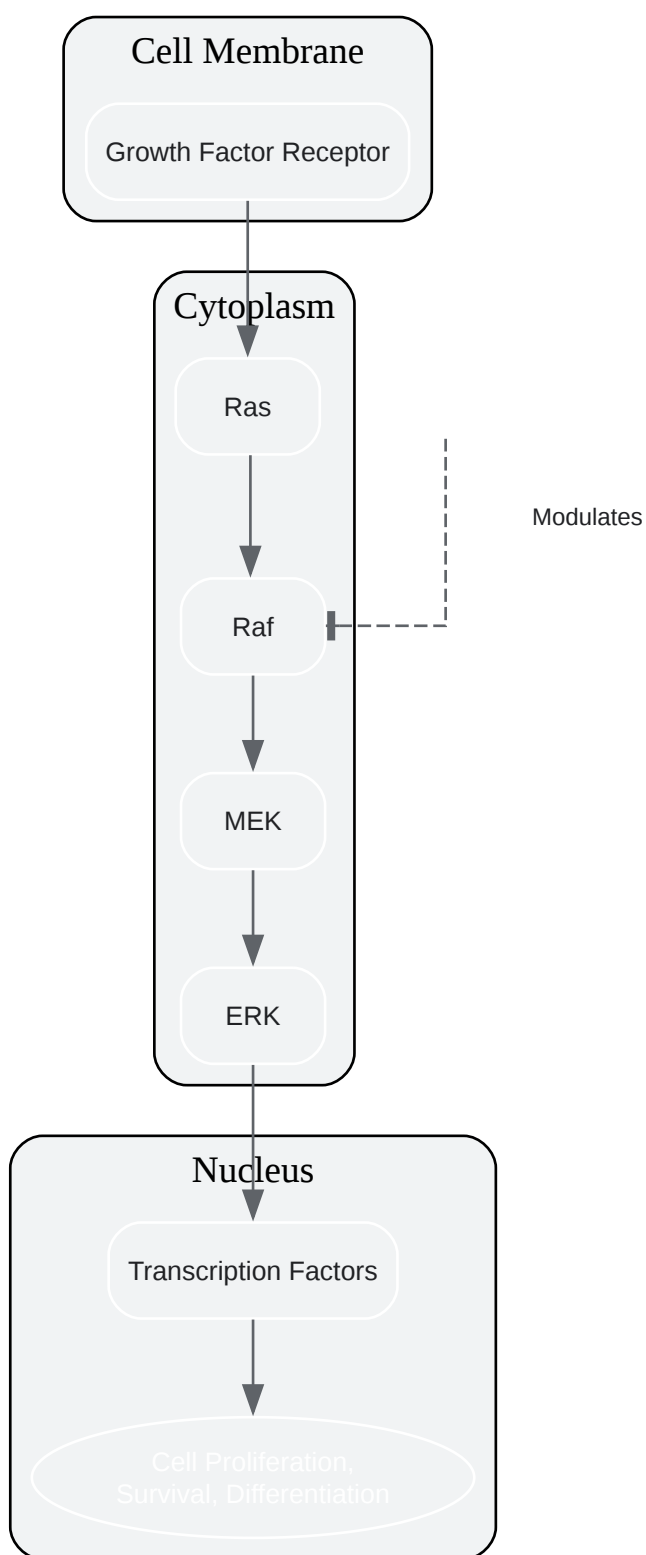 Cell Membrane
Growth Factor Receptor
Cytoplasm
Ras
Modulates
Raf
MEK
ERK
Nucleus
Transcription Factors
Cell Proliferation,
Survival, Differentiation